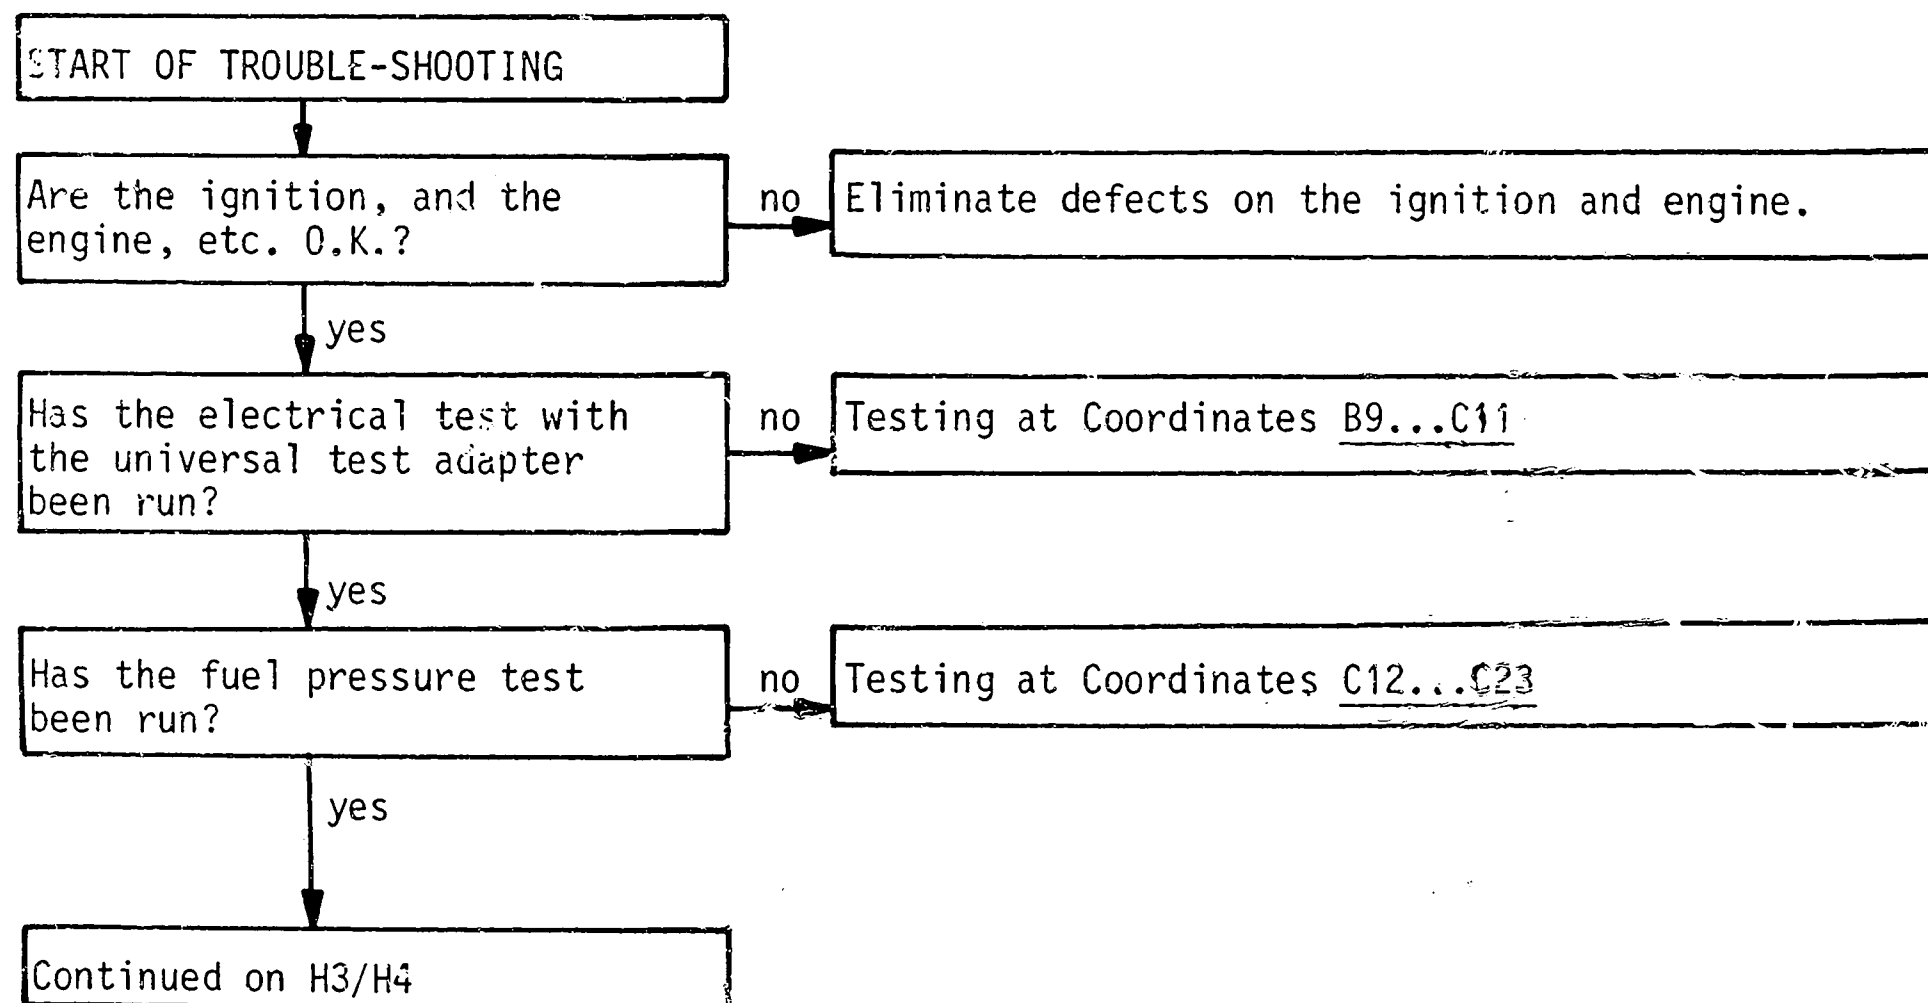 START OF TROUBLE-SHOOTING
Are the ignition, and the
engine, etc. O.K.?
no
Eliminate defects on the ignition and engine.
yes
Has the electrical test with
the universal test adapter
been run?
no
Testing at Coordinates B9...C11
yes
Has the fuel pressure test
been run?
no
Testing at Coordinates C12...C23
yes
Continued on H3/H4